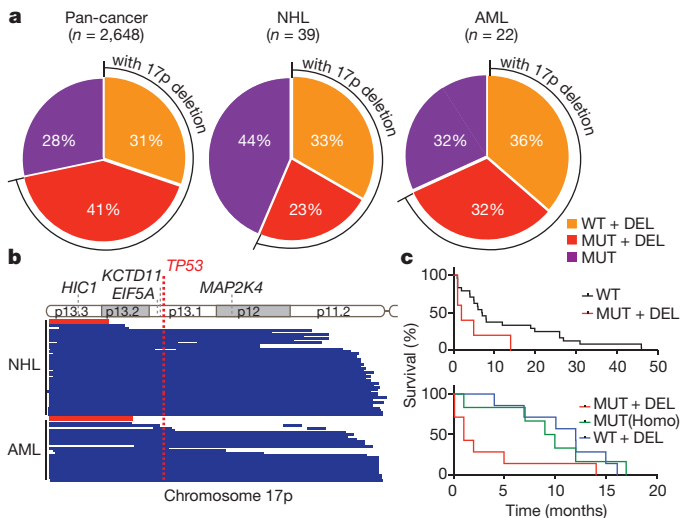 a
Pan-cancer
(n = 2,648)
with 17p deletion
31%
41%
28%
NHL
(n = 39)
with 17p deletion
33%
23%
44%
AML
(n = 22)
with 17p deletion
36%
32%
32%
WT + DEL
MUT + DEL
MUT
b
HIC1
KCTD11
EIF5A
TP53
MAP2K4
p13.3 p13.2 p13.1 p12 p11.2
NHL
AML
Chromosome 17p
c
Survival (%)
100
50
0
0 10 20 30 40 50
WT
MUT + DEL
100
50
0
0 5 10 15 20
MUT + DEL
MUT(Homo)
WT + DEL
Time (months)